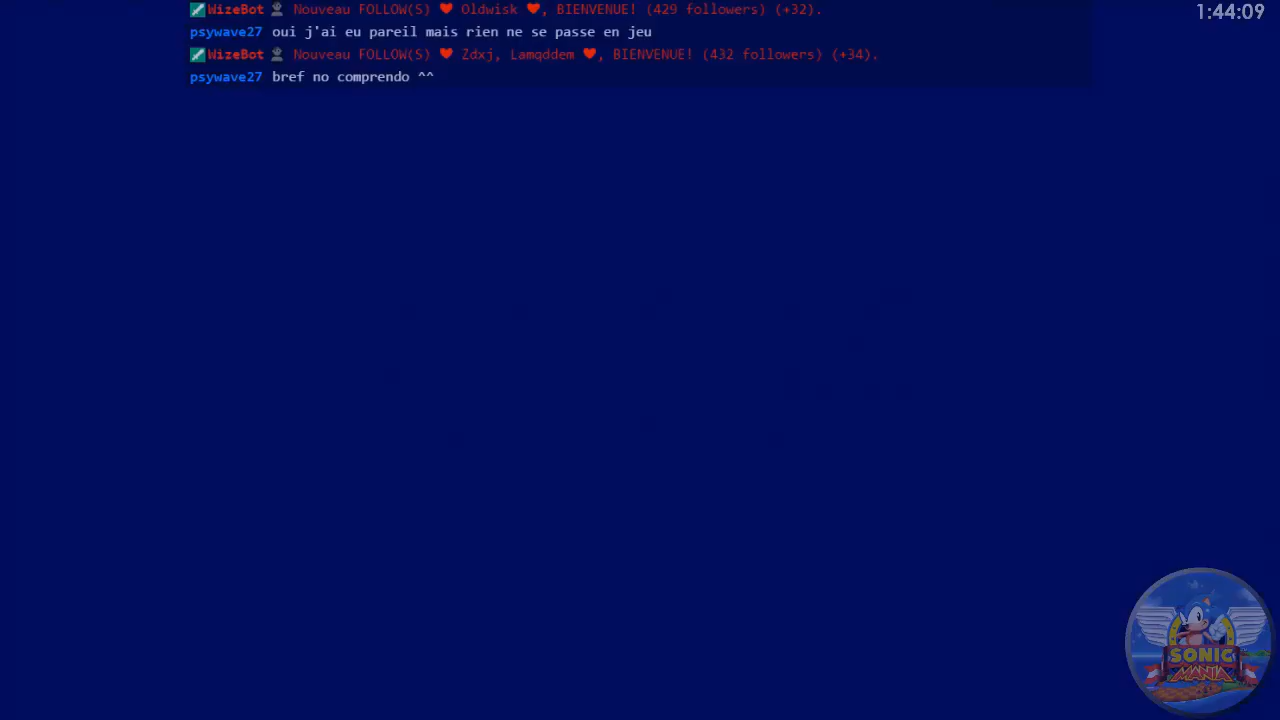 WizeBot Nouveau FOLLOW(S) ♥ Oldwisk ♥, BIENVENUE! (429 followers) (+32).
1:44:09
psywave27 oui j'ai eu pareil mais rien ne se passe en jeu
WizeBot Nouveau FOLLOW(S) ♥ Zdxj, Lamqddem ♥, BIENVENUE! (432 followers) (+34).
psywave27 bref no comprendo ^^
SONIC
MANIA